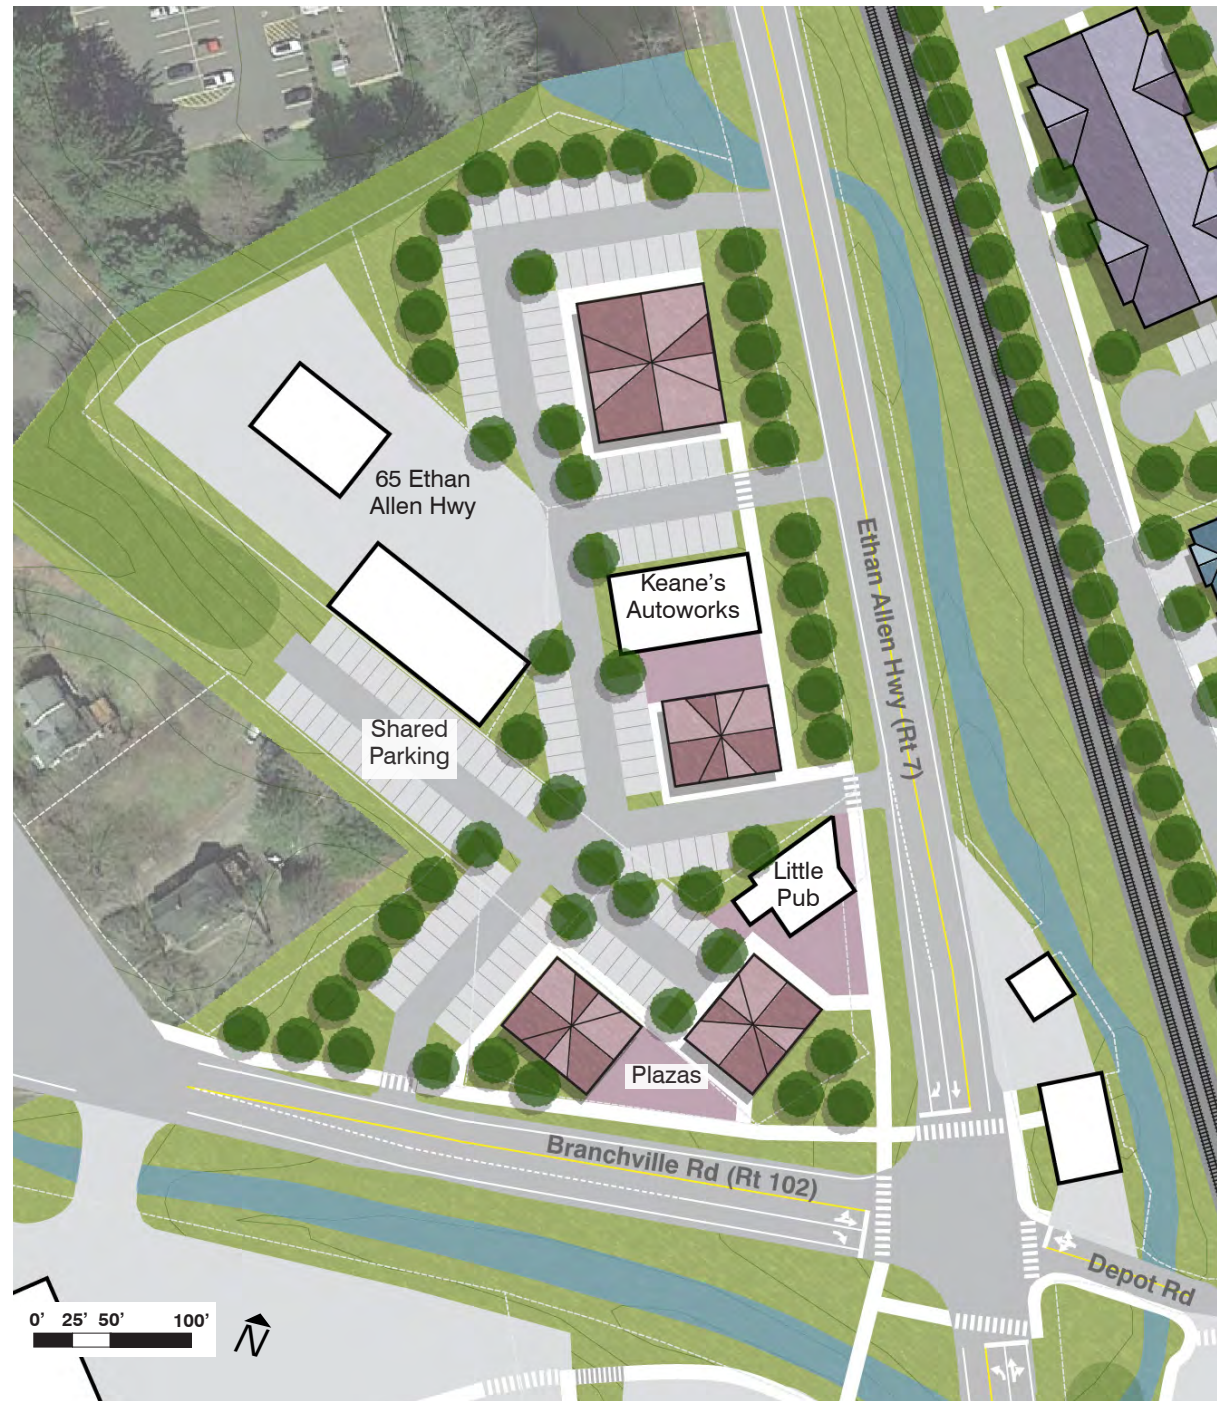 65 Ethan
Allen Hwy
Keane's
Autoworks
Ethan Allen Hwy (Rt 7)
Shared
Parking
Little
Pub
Plazas
Branchville Rd (Rt 102)
Depot Rd
0' 25' 50' 100'
N